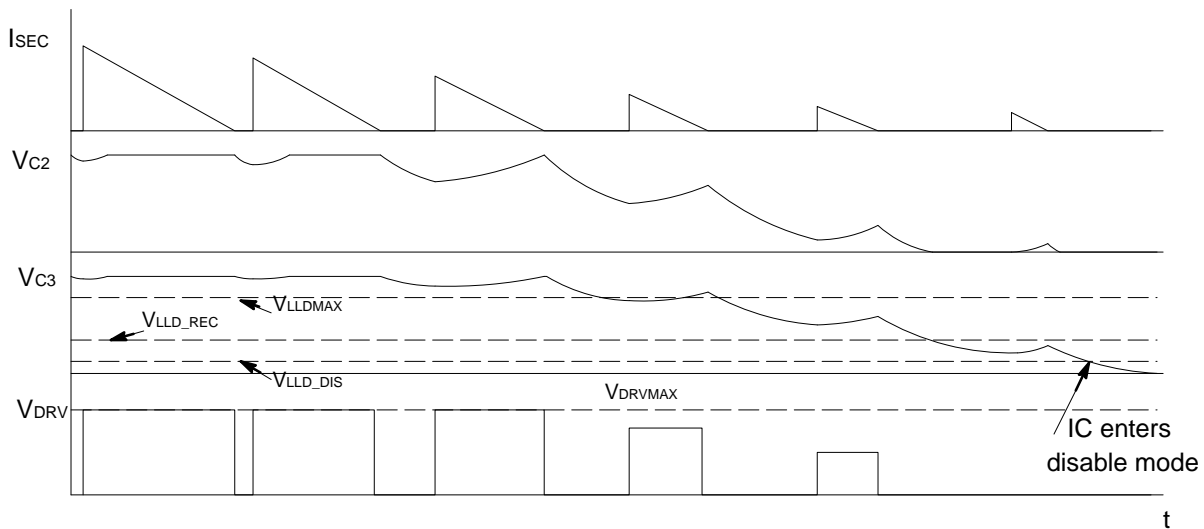 ISEC
VC2
VC3
VLLDMAX
VLLD_REC
VLLD_DIS
VDRVMAX
VDRV
IC enters
disable mode
t